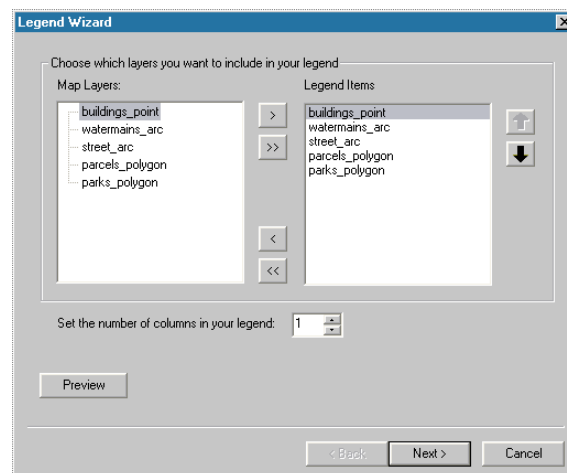 Legend Wizard
Choose which layers you want to include in your legend
Map Layers:
buildings_point
watermains_arc
street_arc
parcels_polygon
parks_polygon
>
>>
<
<<
Legend Items
buildings_point
watermains_arc
street_arc
parcels_polygon
parks_polygon
Set the number of columns in your legend: 1
Preview
< Back Next > Cancel